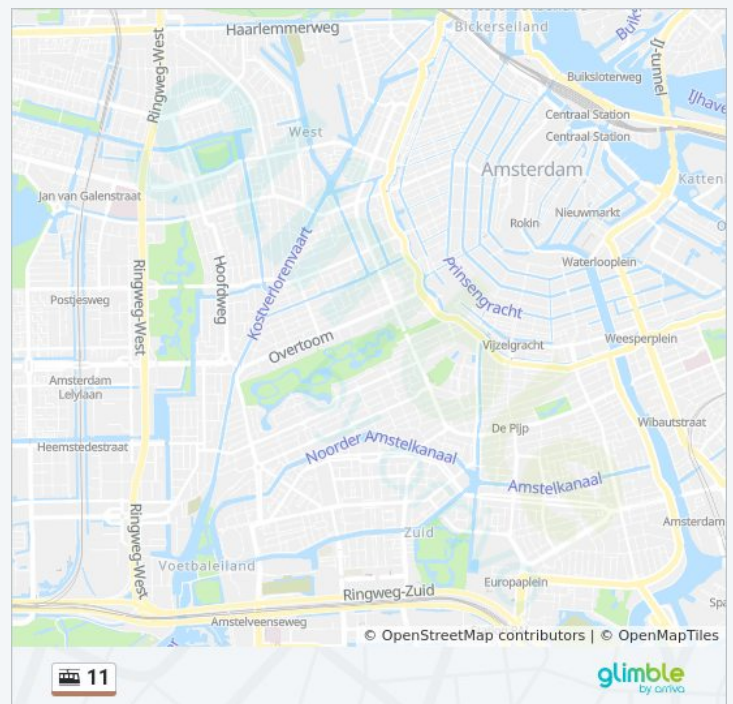 Haarlemmerweg
Bickerseiland
Buiks
IJ-tunnel
Ringweg-West
Buiksloterweg
IJhave
Centraal Station
West
Centraal Station
Amsterdam
Katten
Jan van Galenstraat
Nieuwmarkt
Rokin
O
Kostverlorenvaart
Hoofdweg
Waterlooplein
Prinsengracht
Ringweg-West
Postjesweg
Overtoom
Vijzelgracht
Weesperplein
Amsterdam
Lelylaan
Wibautstraat
De Pijp
Heemstedestraat
Noorder Amstelkanaal
Amstelkanaal
Ringweg-West
Amsterdam
Zuid
Voetbaleiland
Europaplein
Ringweg-Zuid
Spa
Amstelveenseweg
© OpenStreetMap contributors | © OpenMapTiles
11
glimble
by arriva